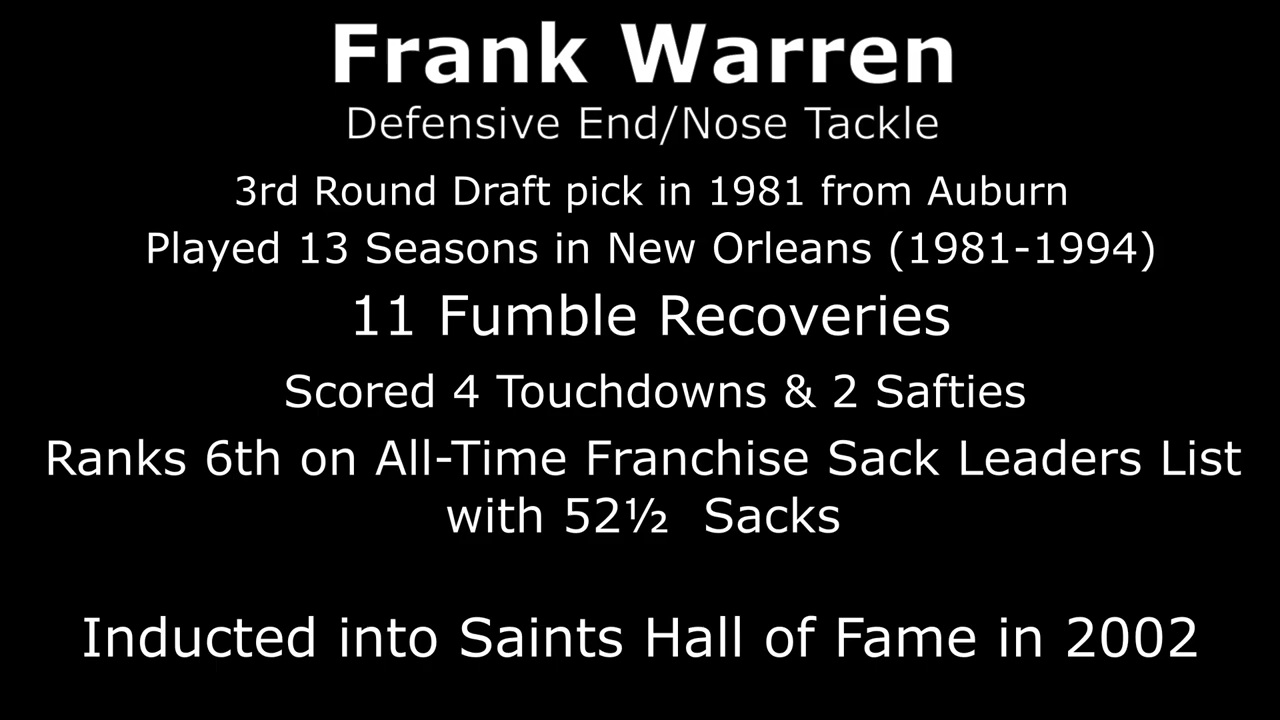 Frank Warren
Defensive End/Nose Tackle
3rd Round Draft pick in 1981 from Auburn
Played 13 Seasons in New Orleans (1981-1994)
11 Fumble Recoveries
Scored 4 Touchdowns & 2 Safties
Ranks 6th on All-Time Franchise Sack Leaders List
with 52½ Sacks
Inducted into Saints Hall of Fame in 2002